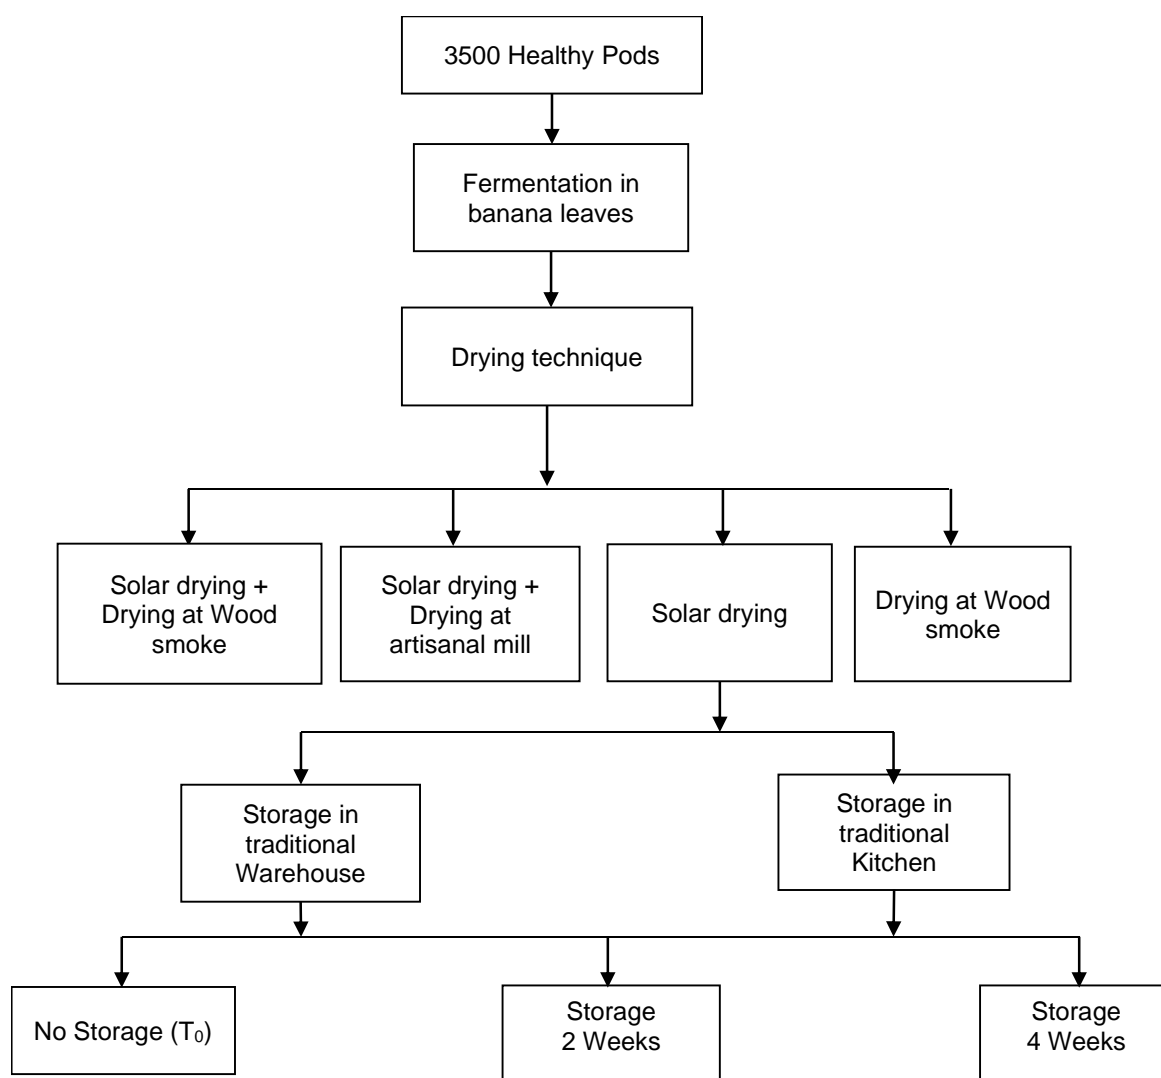 3500 Healthy Pods
Fermentation in
banana leaves
Drying technique
Solar drying +
Drying at Wood
smoke
Solar drying +
Drying at
artisanal mill
Solar drying
Drying at Wood
smoke
Storage in
traditional
Warehouse
Storage in
traditional
Kitchen
No Storage (T₀)
Storage
2 Weeks
Storage
4 Weeks